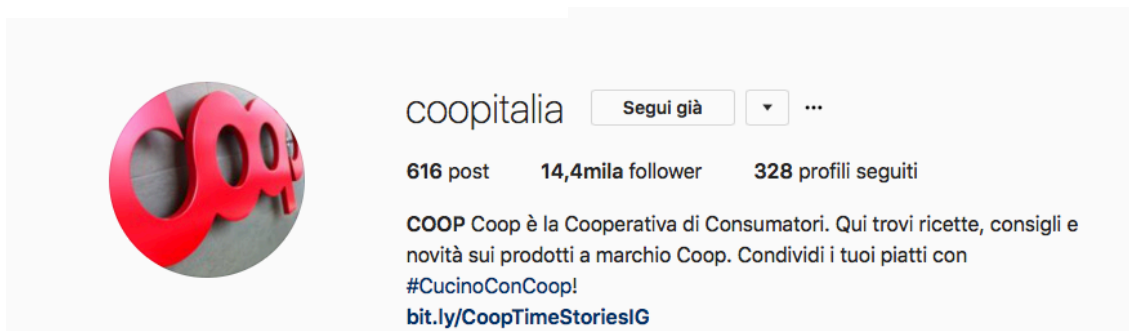 coop
coopitalia Segui già ...
616 post 14,4mila follower 328 profili seguiti
COOP Coop è la Cooperativa di Consumatori. Qui trovi ricette, consigli e
novità sui prodotti a marchio Coop. Condividi i tuoi piatti con
#CucinoConCoop!
bit.ly/CoopTimeStoriesIG